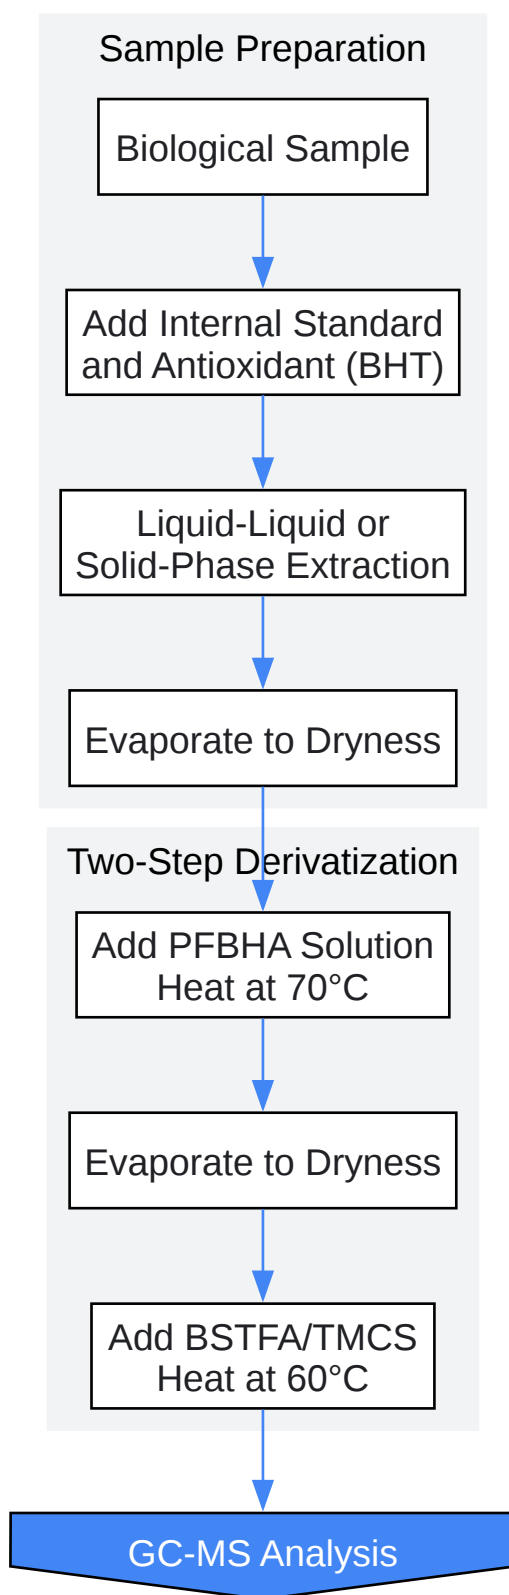 Sample Preparation
Biological Sample
Add Internal Standard
and Antioxidant (BHT)
Liquid-Liquid or
Solid-Phase Extraction
Evaporate to Dryness
Two-Step Derivatization
Add PFBHA Solution
Heat at 70°C
Evaporate to Dryness
Add BSTFA/TMCS
Heat at 60°C
GC-MS Analysis